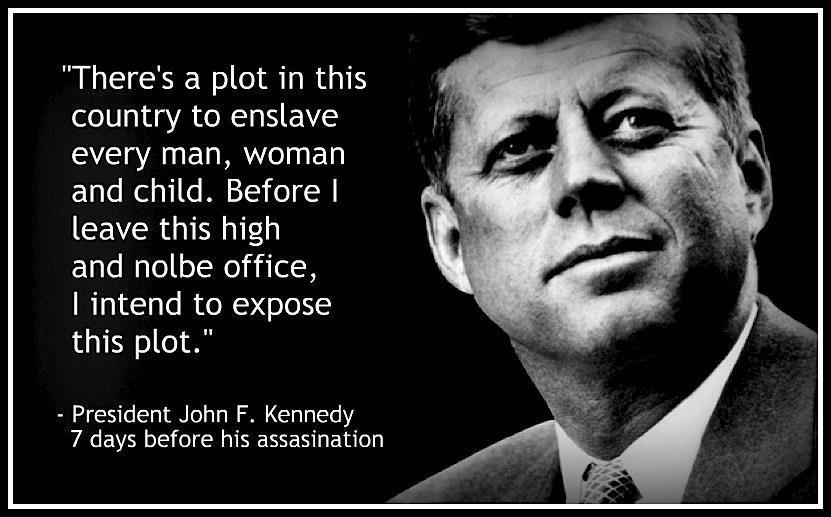 "There's a plot in this
country to enslave
every man, woman
and child. Before I
leave this high
and nolbe office,
I intend to expose
this plot."
- President John F. Kennedy
7 days before his assasination